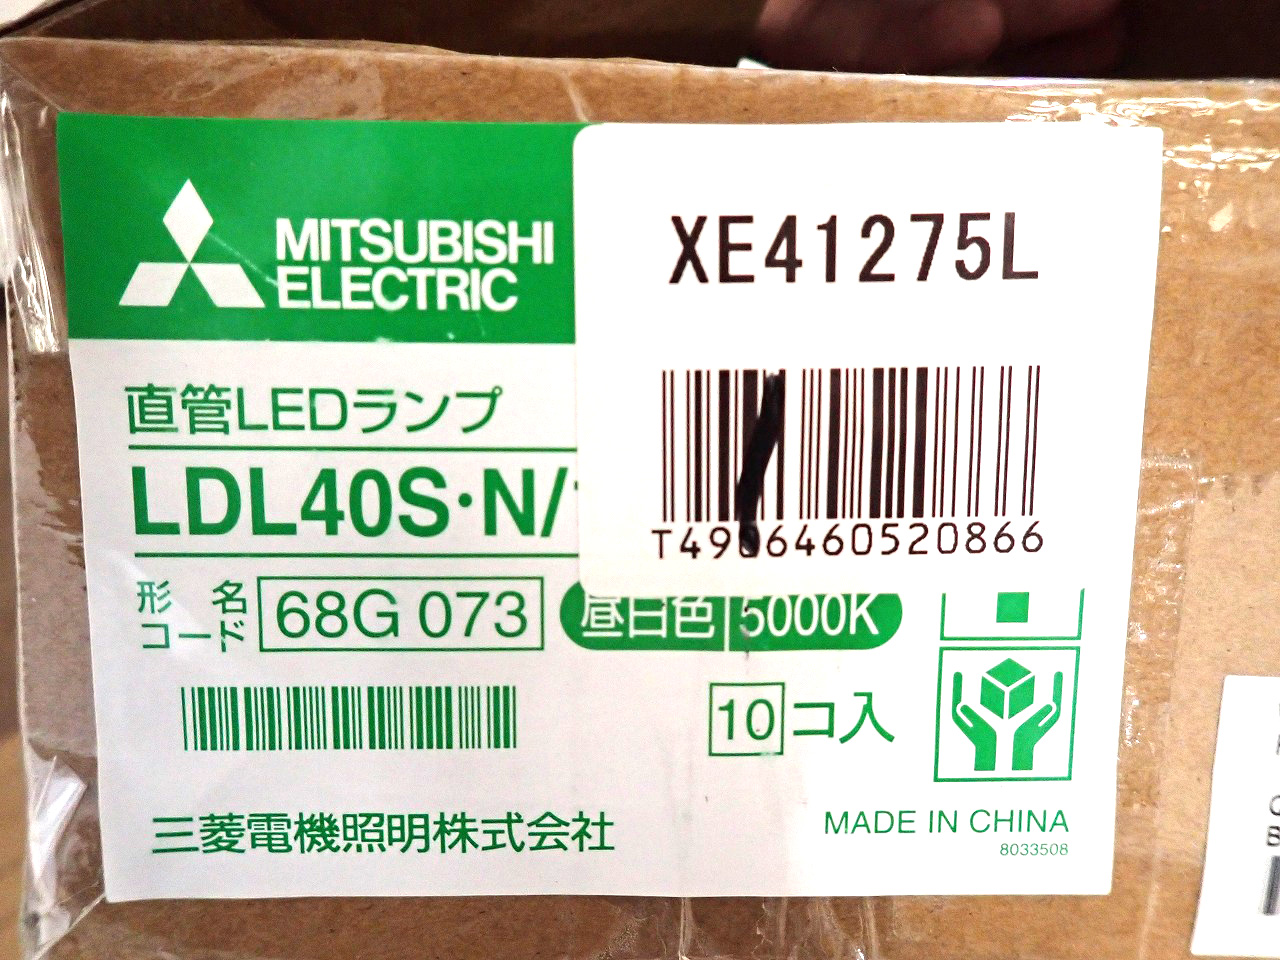 MITSUBISHI
ELECTRIC
XE41275L
直管LEDランプ
LDL40S·N/
T4906460520866
形名
コード
68G 073
昼白色 5000K
10コ入
三菱電機照明株式会社
MADE IN CHINA
8033508